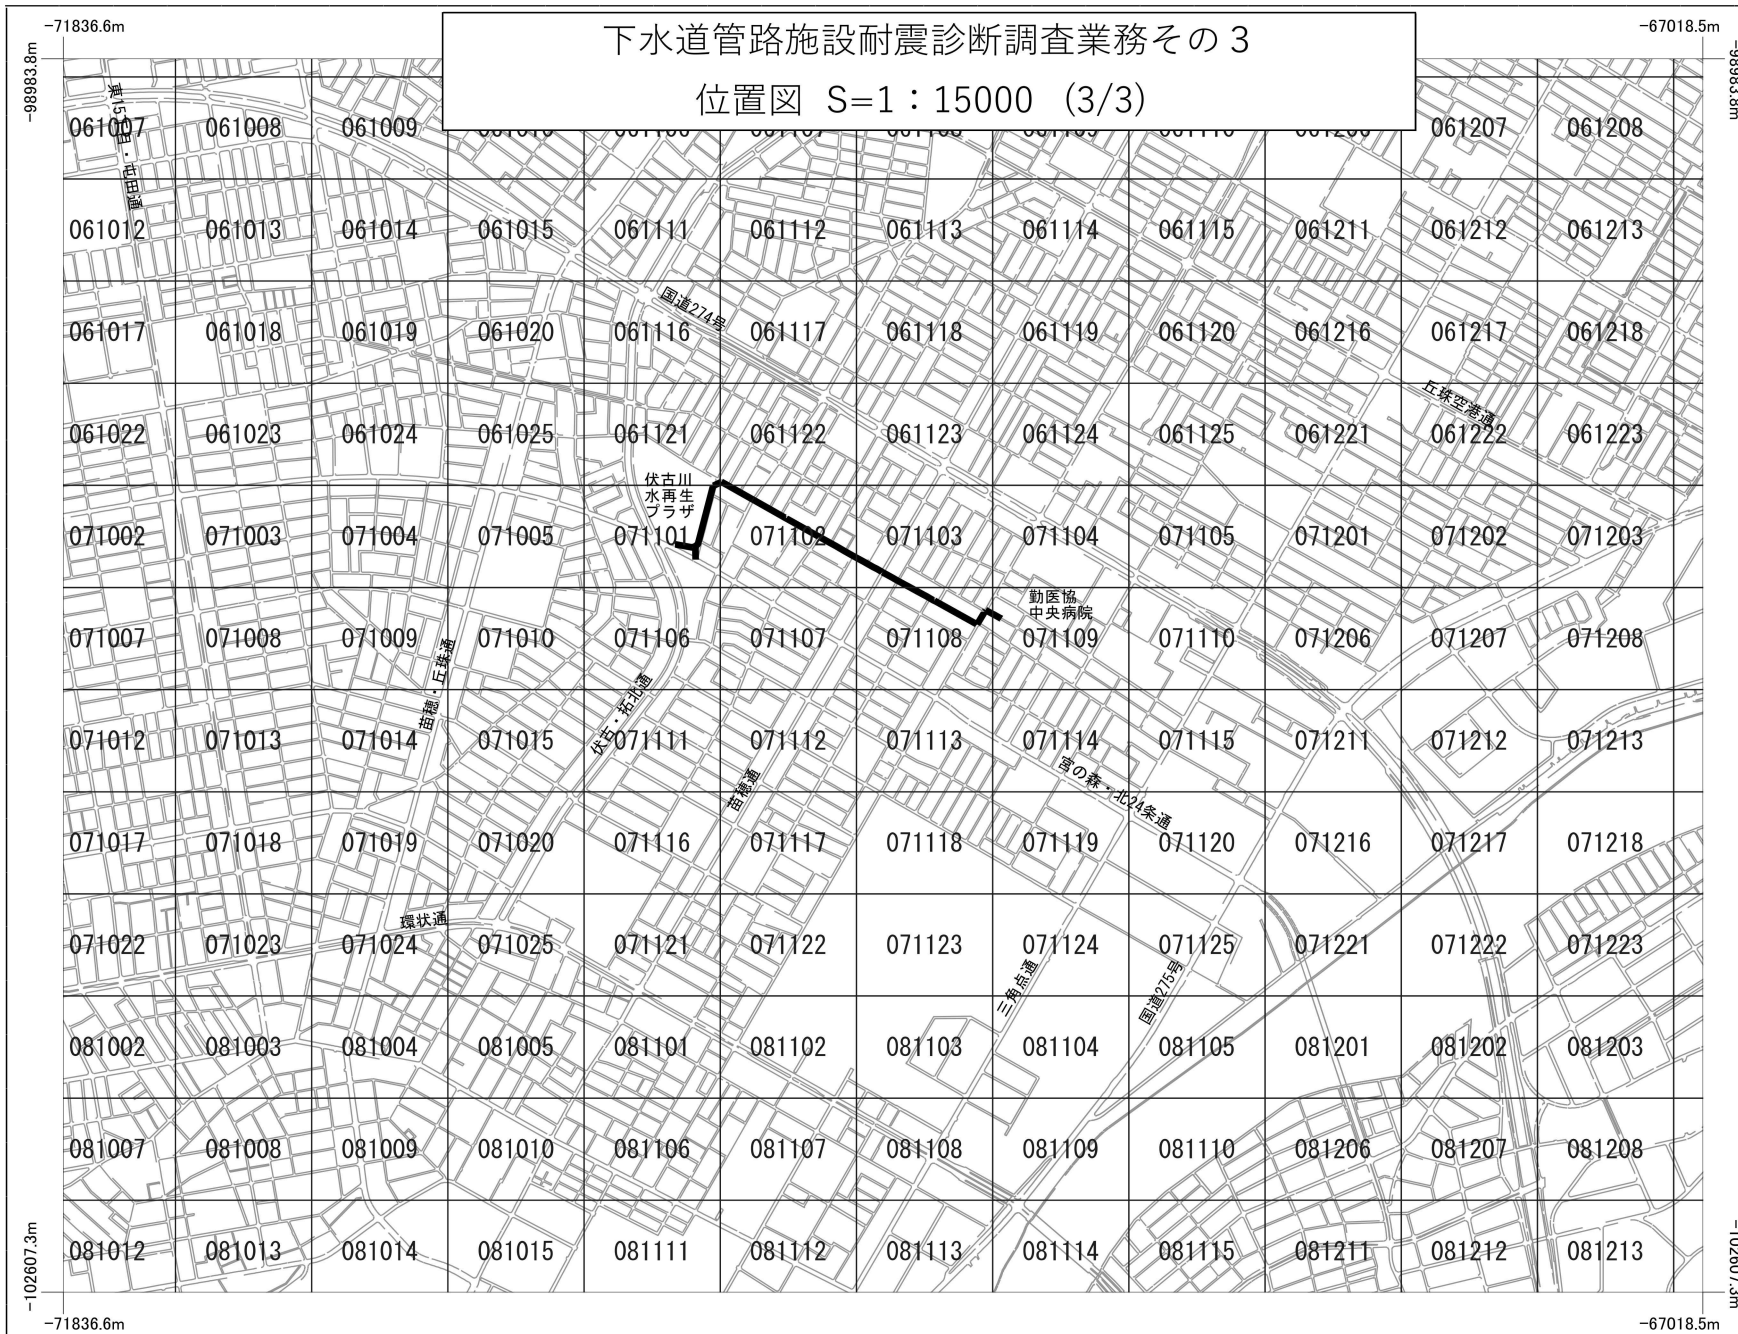 -71836.6m
-67018.5m
-98983.8m
-98983.8m
下水道管路施設耐震診断調査業務その３
位置図 S=1：15000 (3/3)
061007 061008 061009 061207 061208
屯田通
061012 061013 061014 061015 061111 061112 061113 061114 061115 061211 061212 061213
国道274号
061017 061018 061019 061020 061116 061117 061118 061119 061120 061216 061217 061218
丘珠空港通
061022 061023 061024 061025 061121 061122 061123 061124 061125 061221 061222 061223
伏古川
水再生
プラザ
071002 071003 071004 071005 071101 071102 071103 071104 071105 071201 071202 071203
勤医協
中央病院
071007 071008 071009 071010 071106 071107 071108 071109 071110 071206 071207 071208
苗穂・丘珠通
伏古・拓北通
071012 071013 071014 071015 071111 071112 071113 071114 071115 071211 071212 071213
苗穂通
宮の森・北24条通
071017 071018 071019 071020 071116 071117 071118 071119 071120 071216 071217 071218
環状通
071022 071023 071024 071025 071121 071122 071123 071124 071125 071221 071222 071223
三角点通
国道275号
081002 081003 081004 081005 081101 081102 081103 081104 081105 081201 081202 081203
081007 081008 081009 081010 081106 081107 081108 081109 081110 081206 081207 081208
081012 081013 081014 081015 081111 081112 081113 081114 081115 081211 081212 081213
-102607.3m
-102607.3m
-71836.6m
-67018.5m